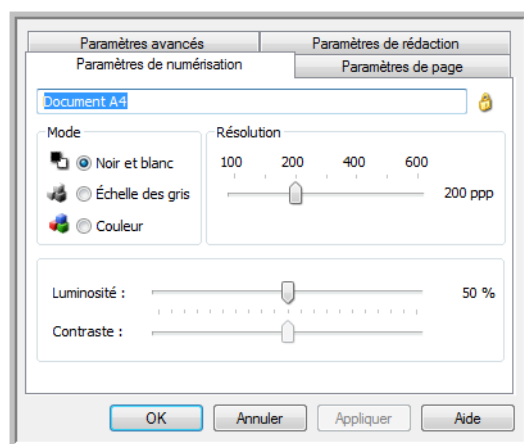 Paramètres avancés Paramètres de rédaction
Paramètres de numérisation Paramètres de page
Document A4
Mode Résolution
Noir et blanc 100 200 400 600
Échelle des gris 200 ppp
Couleur
Luminosité : 50 %
Contraste :
OK Annuler Appliquer Aide